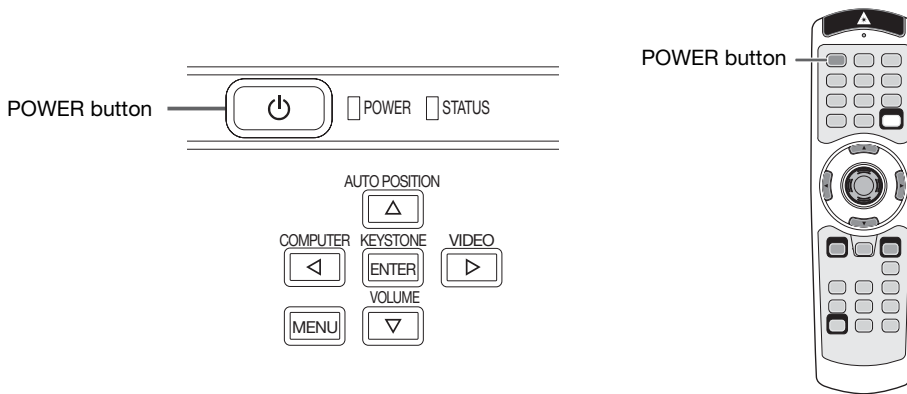 POWER button
POWER button
POWER STATUS
AUTO POSITION
COMPUTER KEYSTONE VIDEO
ENTER
VOLUME
MENU